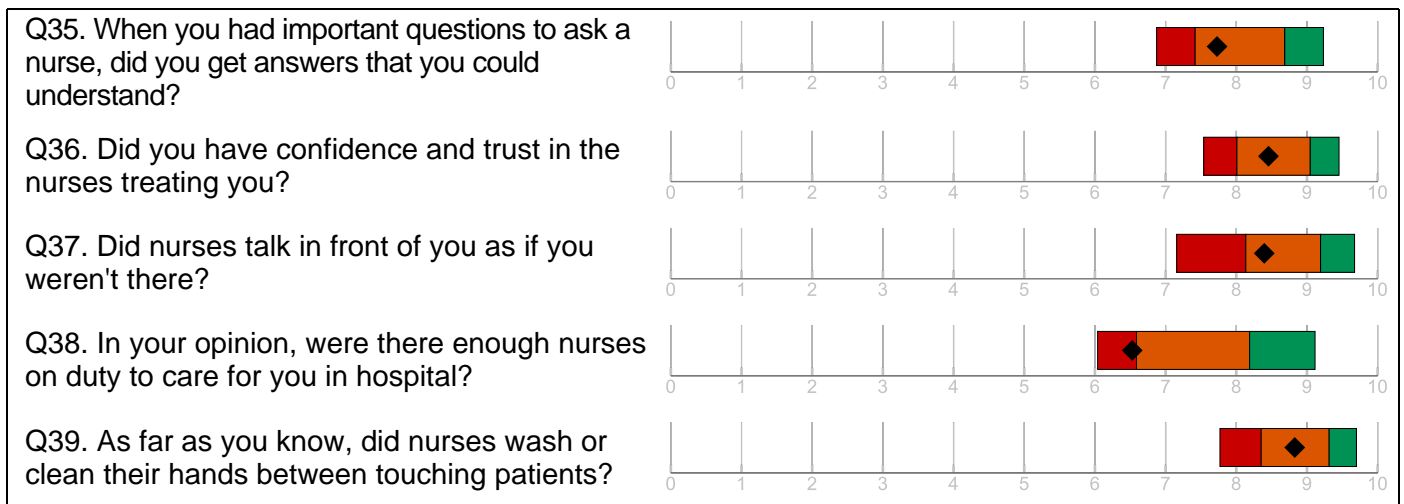 Q35. When you had important questions to ask a
nurse, did you get answers that you could
understand?
0 1 2 3 4 5 6 7 8 9 10
Q36. Did you have confidence and trust in the
nurses treating you?
0 1 2 3 4 5 6 7 8 9 10
Q37. Did nurses talk in front of you as if you
weren't there?
0 1 2 3 4 5 6 7 8 9 10
Q38. In your opinion, were there enough nurses
on duty to care for you in hospital?
0 1 2 3 4 5 6 7 8 9 10
Q39. As far as you know, did nurses wash or
clean their hands between touching patients?
0 1 2 3 4 5 6 7 8 9 10